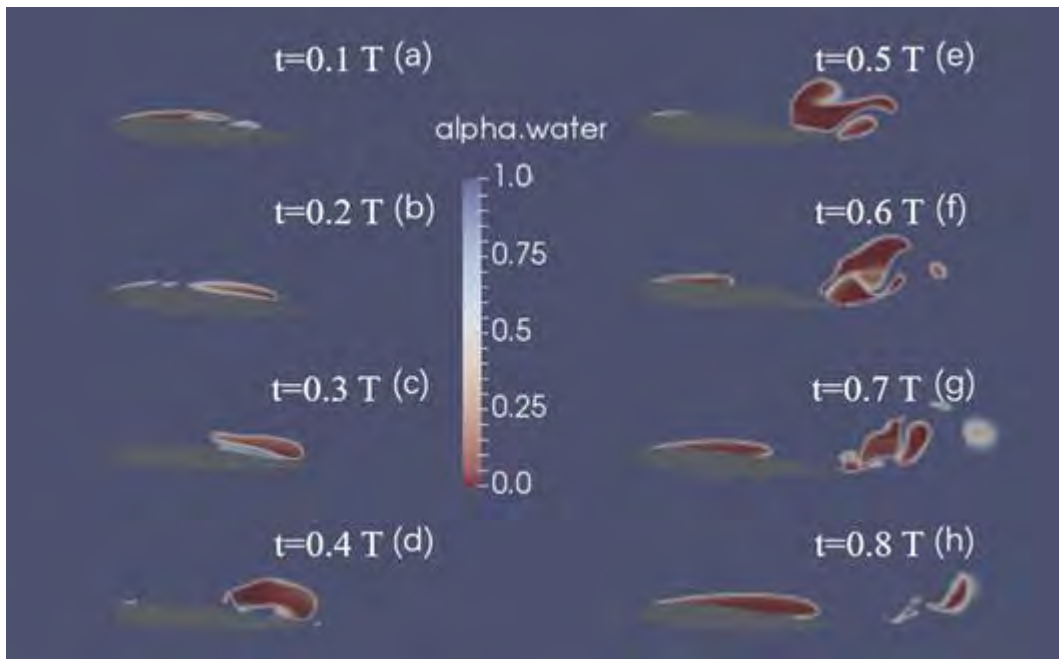 t=0.1 T (a)
t=0.5 T (e)
alpha.water
1.0
0.75
0.5
0.25
0.0
t=0.2 T (b)
t=0.6 T (f)
t=0.3 T (c)
t=0.7 T (g)
t=0.4 T (d)
t=0.8 T (h)